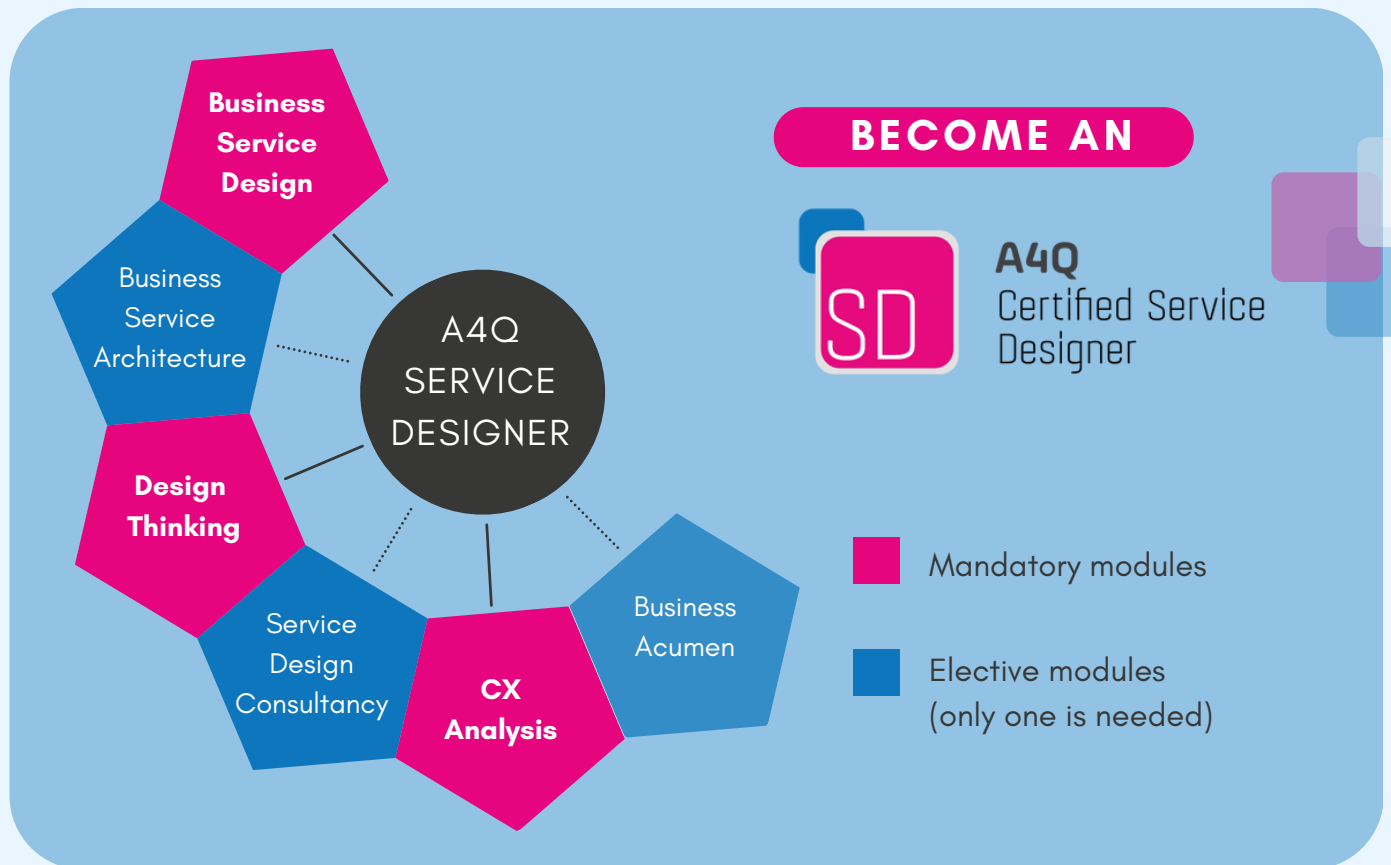 Business
Service
Design
Business
Service
Architecture
Design
Thinking
Service
Design
Consultancy
CX
Analysis
Business
Acumen
A4Q
SERVICE
DESIGNER
BECOME AN
SD
A4Q
Certified Service
Designer
Mandatory modules
Elective modules
(only one is needed)